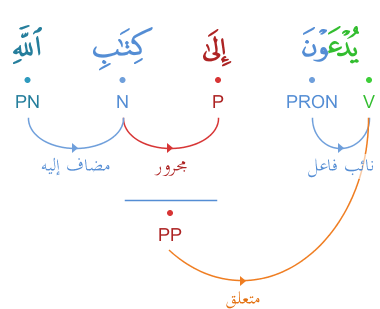 يُدْعَوْنَ إِلَىٰ كِتَٰبِ ٱللَّهِ
V PRON P N PN
نائب فاعل مجرور مضاف إليه
PP
متعلق